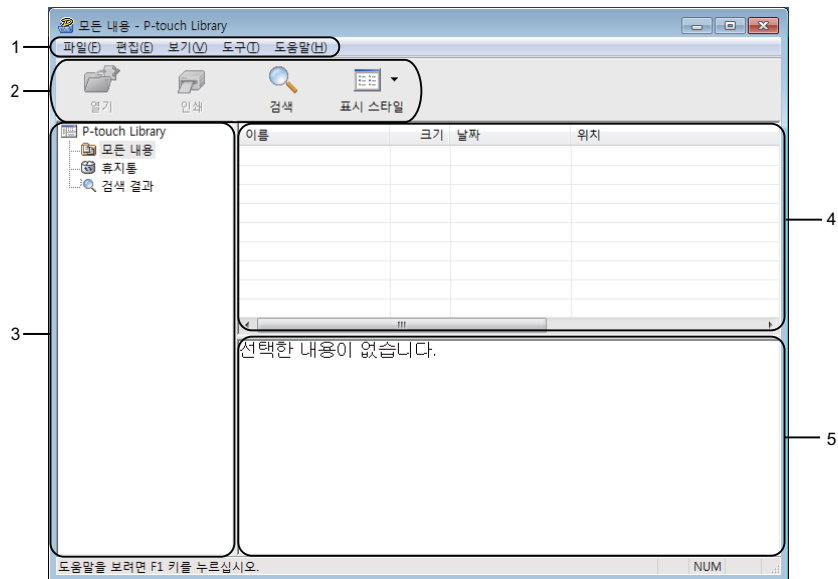 모든 내용 - P-touch Library
1
파일(F) 편집(E) 보기(V) 도구(T) 도움말(H)
2
열기 인쇄 검색 표시 스타일
P-touch Library
모든 내용
휴지통
검색 결과
이름 크기 날짜 위치
4
3
선택한 내용이 없습니다.
5
도움말을 보려면 F1 키를 누르십시오. NUM